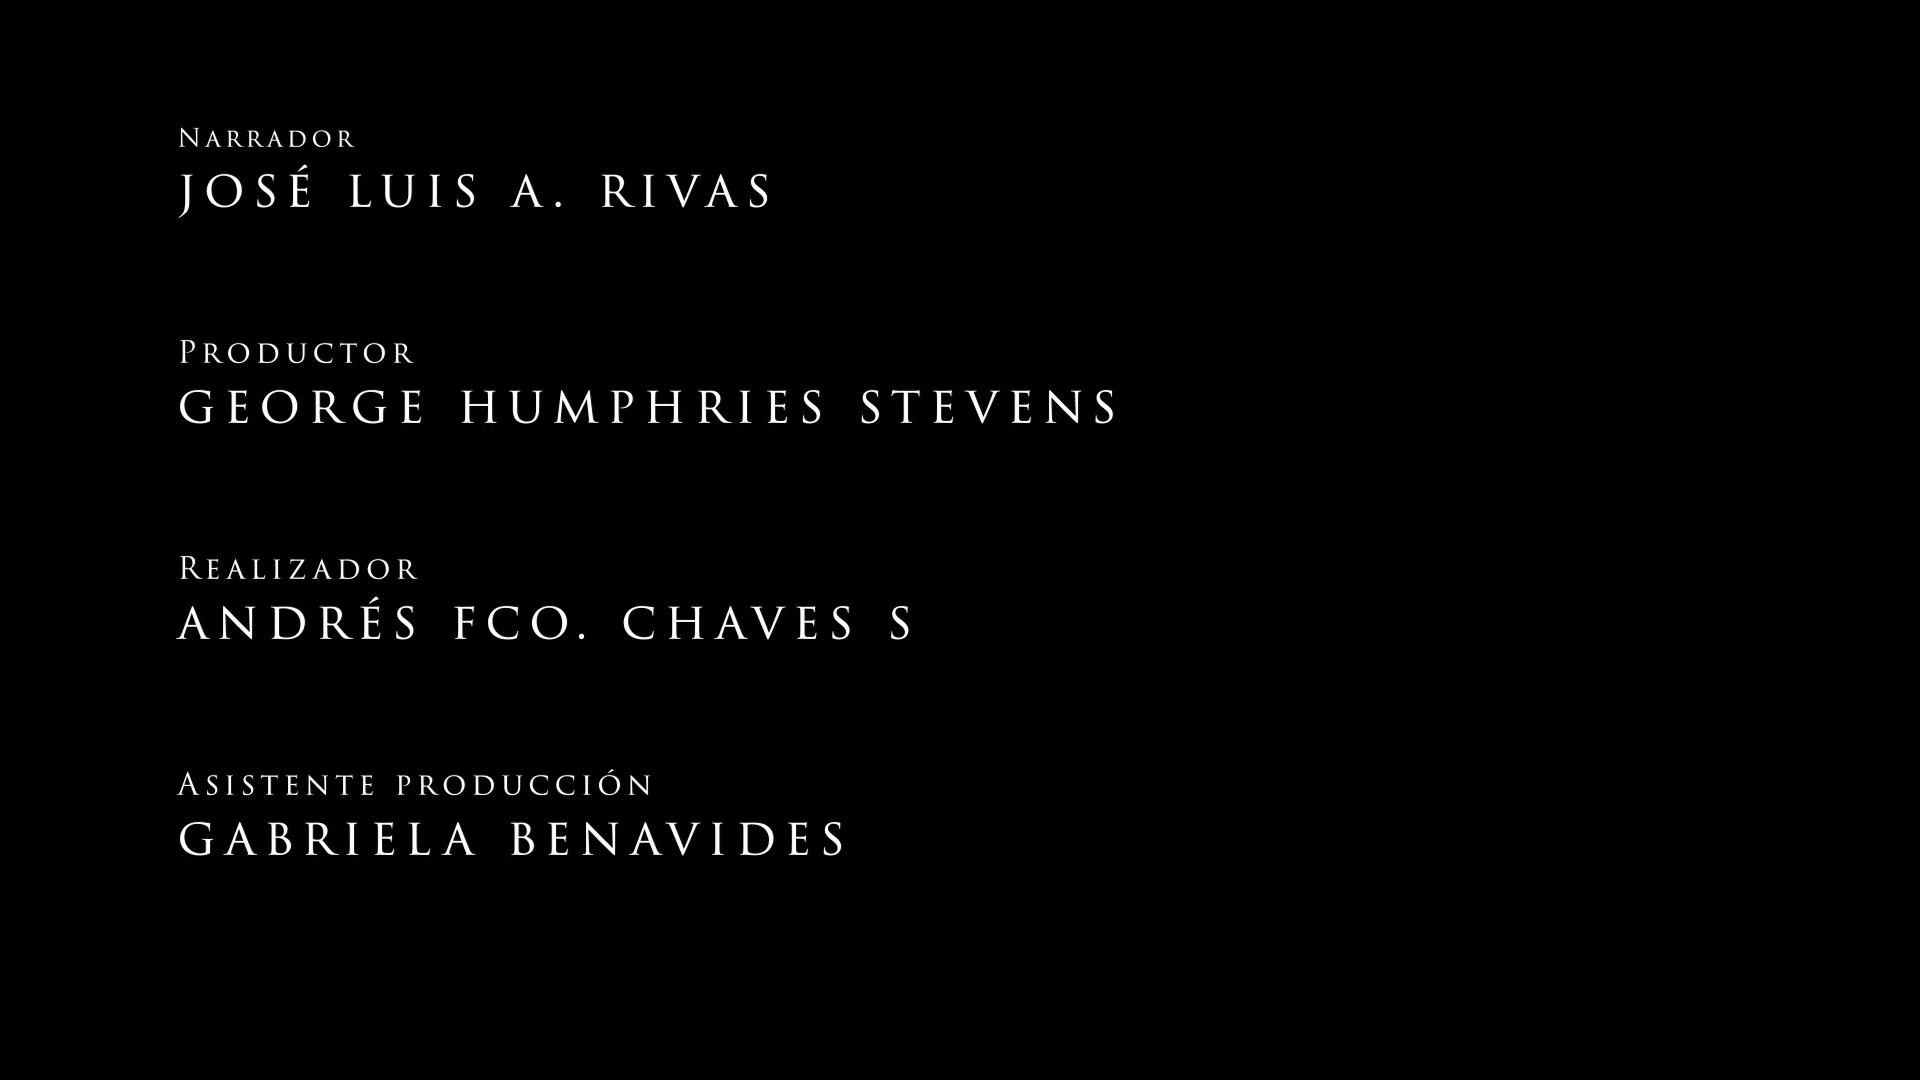 Narrador
JOSÉ LUIS A. RIVAS
Productor
GEORGE HUMPHRIES STEVENS
Realizador
ANDRÉS FCO. CHAVES S
Asistente producción
GABRIELA BENAVIDES